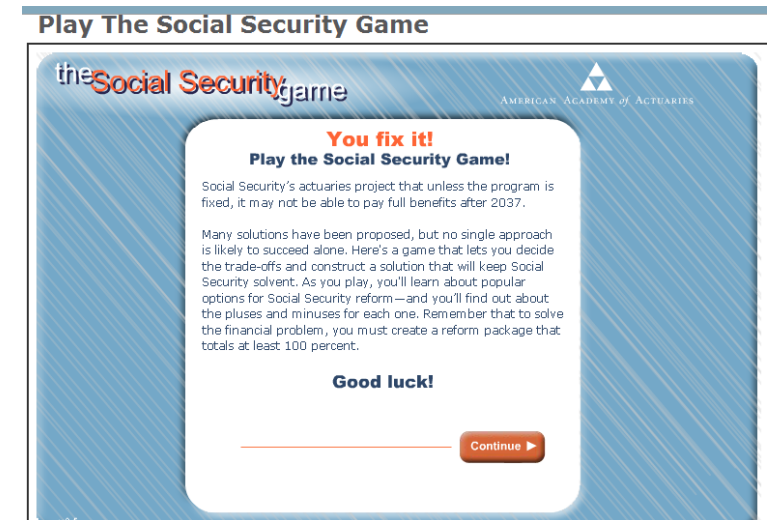 Play The Social Security Game
the Social Security game
AMERICAN ACADEMY of ACTUARIES
You fix it!
Play the Social Security Game!
Social Security's actuaries project that unless the program is
fixed, it may not be able to pay full benefits after 2037.
Many solutions have been proposed, but no single approach
is likely to succeed alone. Here's a game that lets you decide
the trade-offs and construct a solution that will keep Social
Security solvent. As you play, you'll learn about popular
options for Social Security reform—and you'll find out about
the pluses and minuses for each one. Remember that to solve
the financial problem, you must create a reform package that
totals at least 100 percent.
Good luck!
Continue